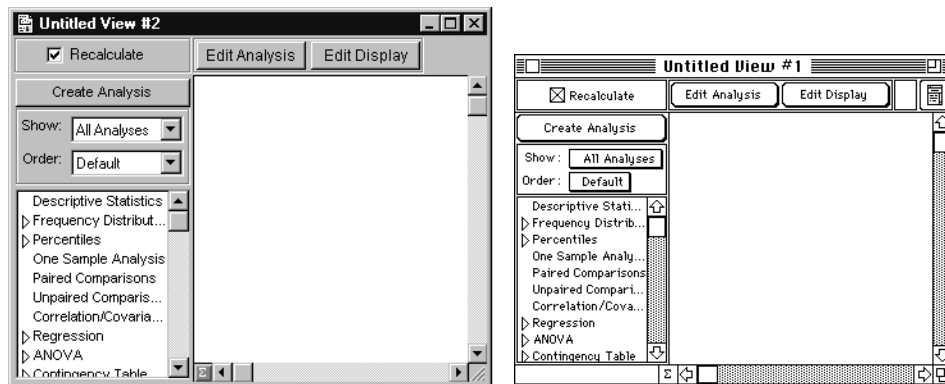 Untitled View #2
Recalculate
Edit Analysis
Edit Display
Create Analysis
Show: All Analyses
Order: Default
Descriptive Statistics
Frequency Distribut...
Percentiles
One Sample Analysis
Paired Comparisons
Unpaired Comparis...
Correlation/Covaria...
Regression
ANOVA
Contingency Table
Σ
Untitled View #1
Recalculate
Edit Analysis
Edit Display
Create Analysis
Show: All Analyses
Order: Default
Descriptive Stati...
Frequency Distrib...
Percentiles
One Sample Analy...
Paired Comparisons
Unpaired Compari...
Correlation/Cova...
Regression
ANOVA
Contingency Table
Σ